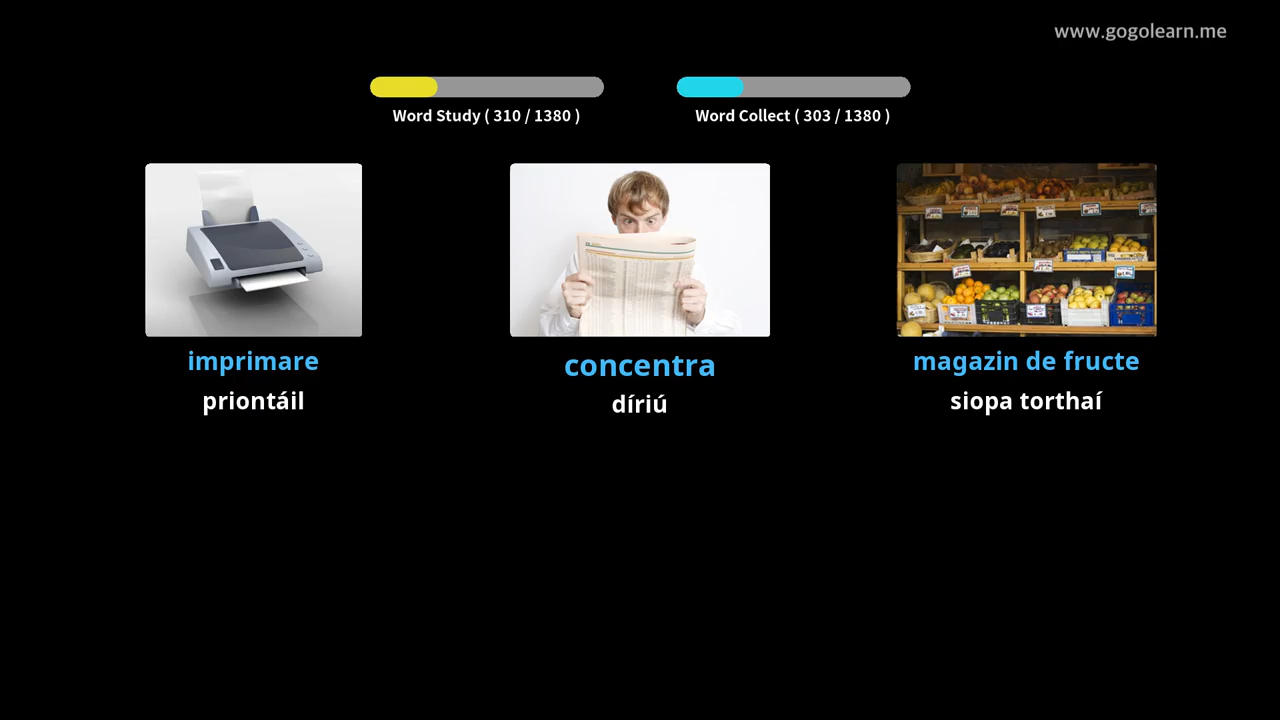 www.gogolearn.me
Word Study ( 310 / 1380 )
Word Collect ( 303 / 1380 )
imprimare
concentra
magazin de fructe
priontáil
díriú
siopa torthaí